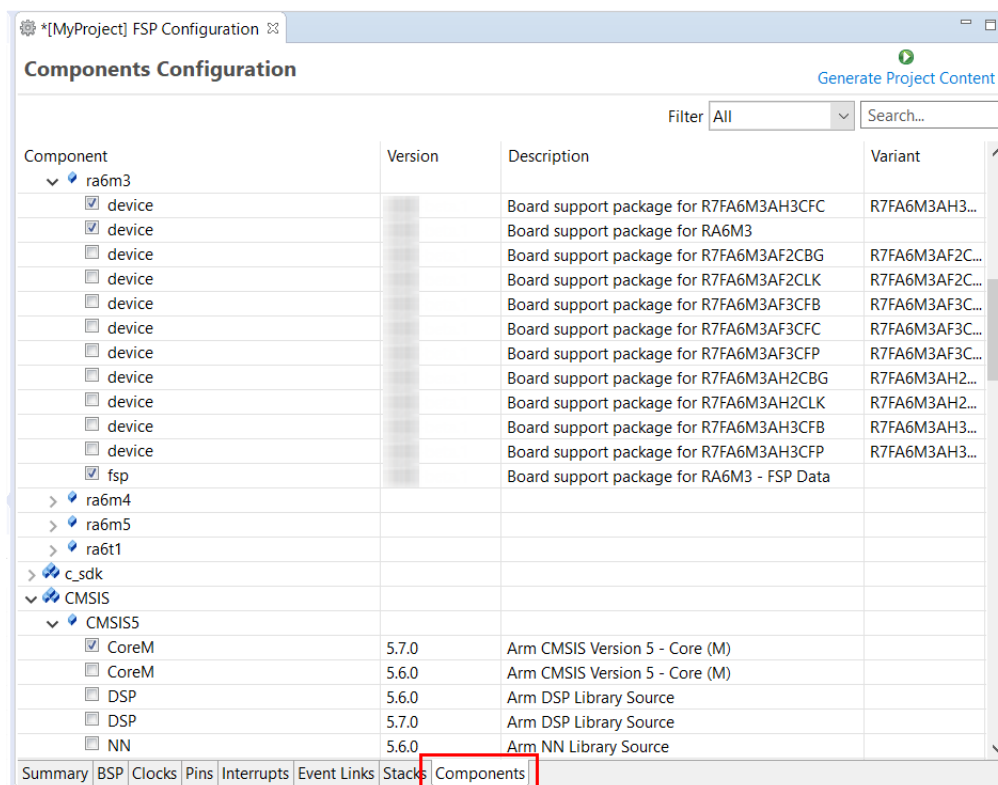 *[MyProject] FSP Configuration
Components Configuration
Generate Project Content
Filter All Search...
Component Version Description Variant
ra6m3
device Board support package for R7FA6M3AH3CFC R7FA6M3AH3...
device Board support package for RA6M3
device Board support package for R7FA6M3AF2CBG R7FA6M3AF2C...
device Board support package for R7FA6M3AF2CLK R7FA6M3AF2C...
device Board support package for R7FA6M3AF3CFB R7FA6M3AF3C...
device Board support package for R7FA6M3AF3CFC R7FA6M3AF3C...
device Board support package for R7FA6M3AF3CFP R7FA6M3AF3C...
device Board support package for R7FA6M3AH2CBG R7FA6M3AH2...
device Board support package for R7FA6M3AH2CLK R7FA6M3AH2...
device Board support package for R7FA6M3AH3CFB R7FA6M3AH3...
device Board support package for R7FA6M3AH3CFP R7FA6M3AH3...
fsp Board support package for RA6M3 - FSP Data
ra6m4
ra6m5
ra6t1
c_sdk
CMSIS
CMSIS5
CoreM 5.7.0 Arm CMSIS Version 5 - Core (M)
CoreM 5.6.0 Arm CMSIS Version 5 - Core (M)
DSP 5.6.0 Arm DSP Library Source
DSP 5.7.0 Arm DSP Library Source
NN 5.6.0 Arm NN Library Source
Summary BSP Clocks Pins Interrupts Event Links Stacks Components